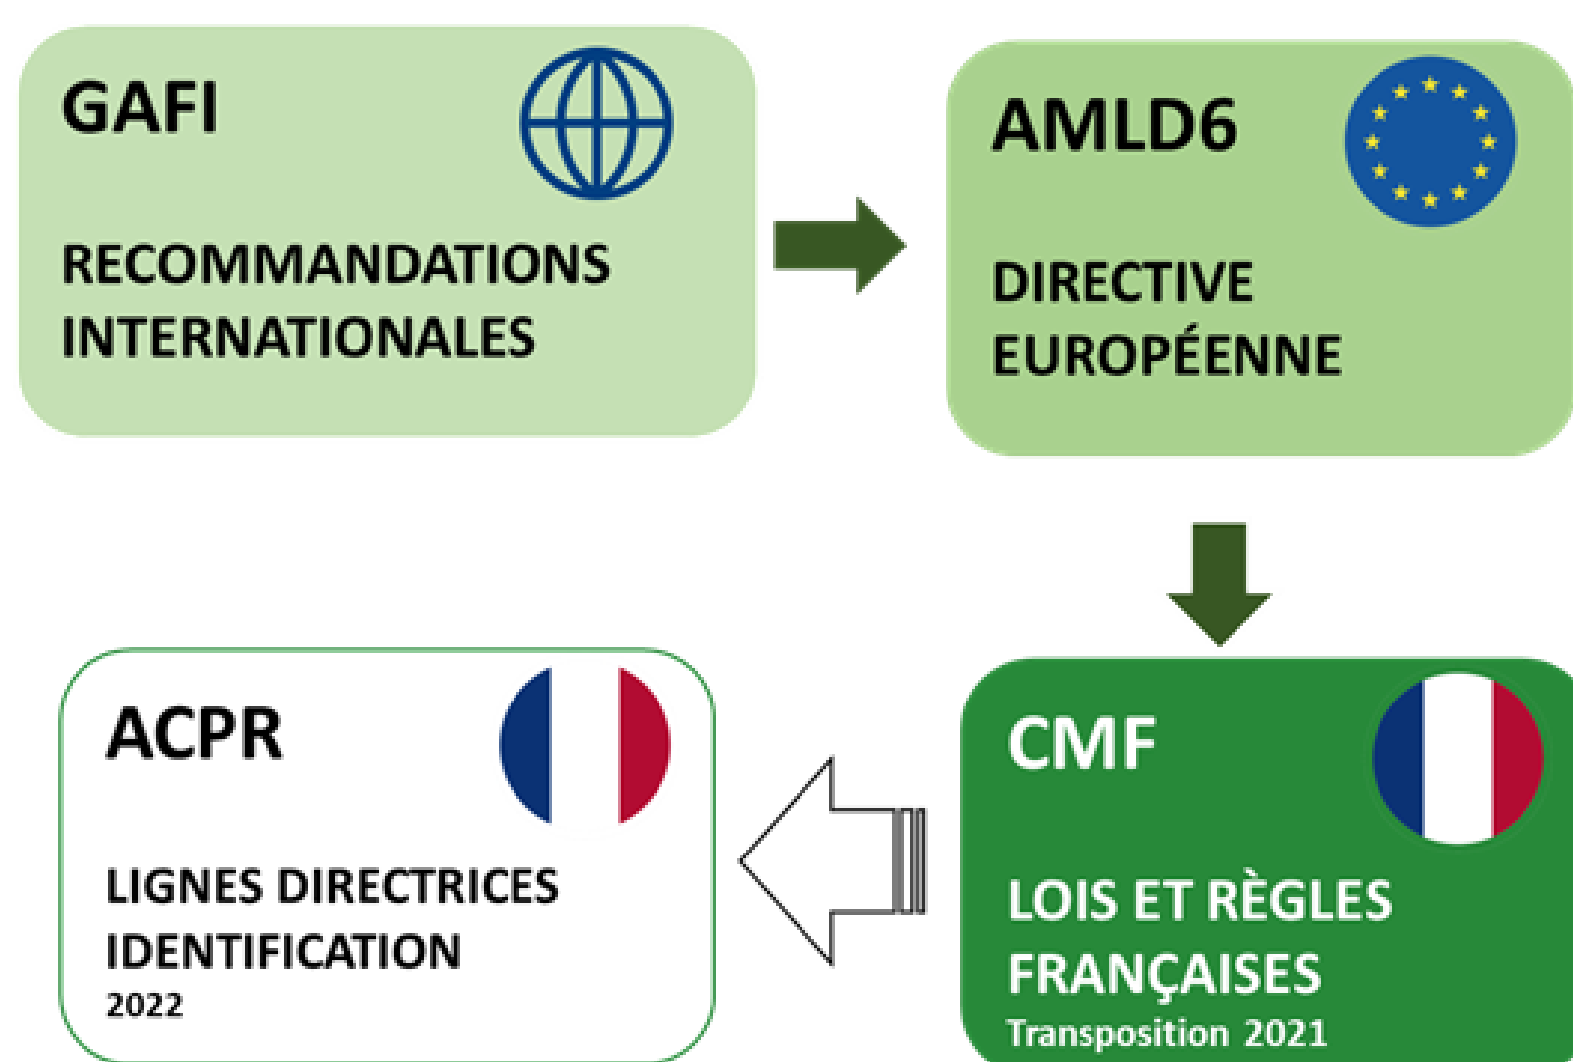 GAFI
RECOMMANDATIONS
INTERNATIONALES
AMLD6
DIRECTIVE
EUROPÉENNE
CMF
LOIS ET RÈGLES
FRANÇAISES
Transposition 2021
ACPR
LIGNES DIRECTRICES
IDENTIFICATION
2022